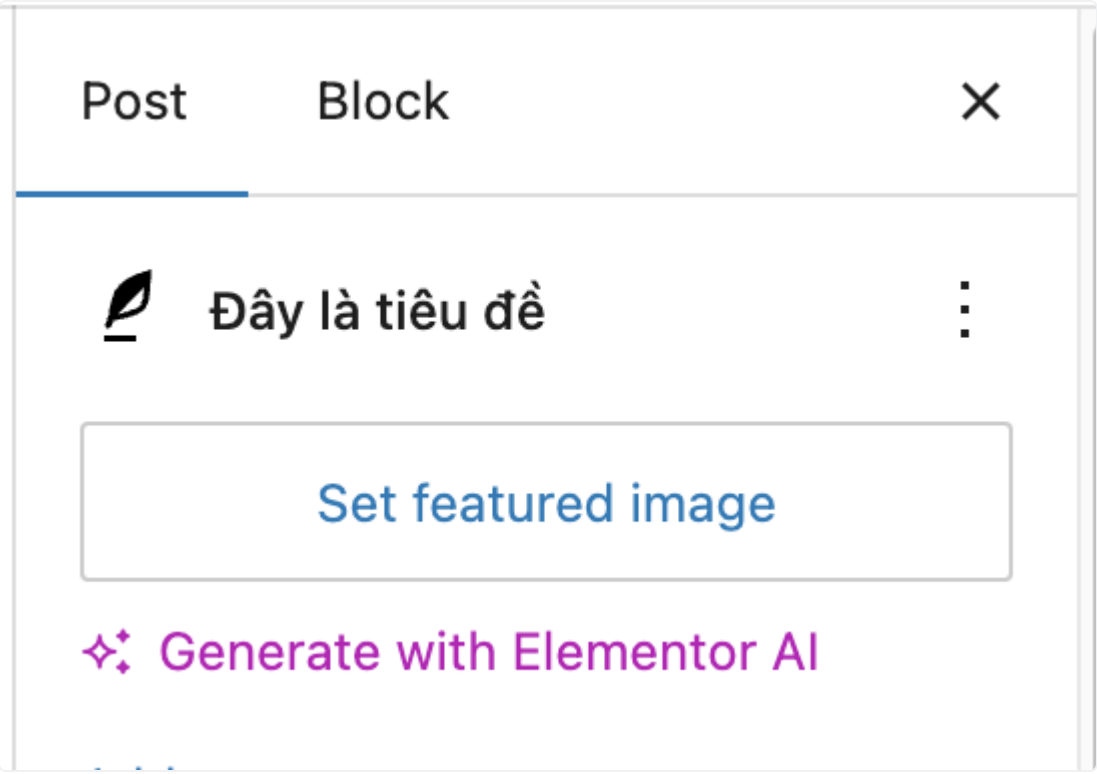 Post Block
Đây là tiêu đề
Set featured image
Generate with Elementor AI